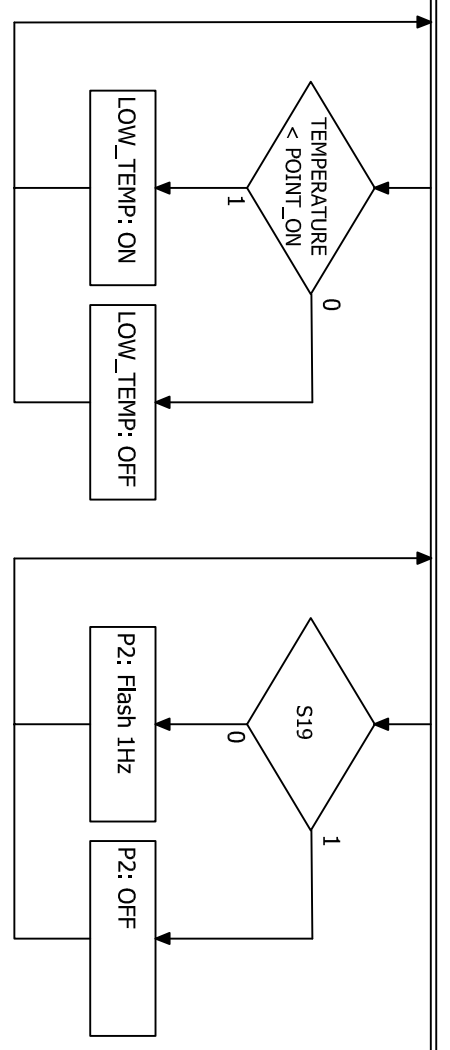 TEMPERATURE
< POINT_ON
0
1
LOW_TEMP: ON
LOW_TEMP: OFF
S19
1
0
P2: Flash 1Hz
P2: OFF